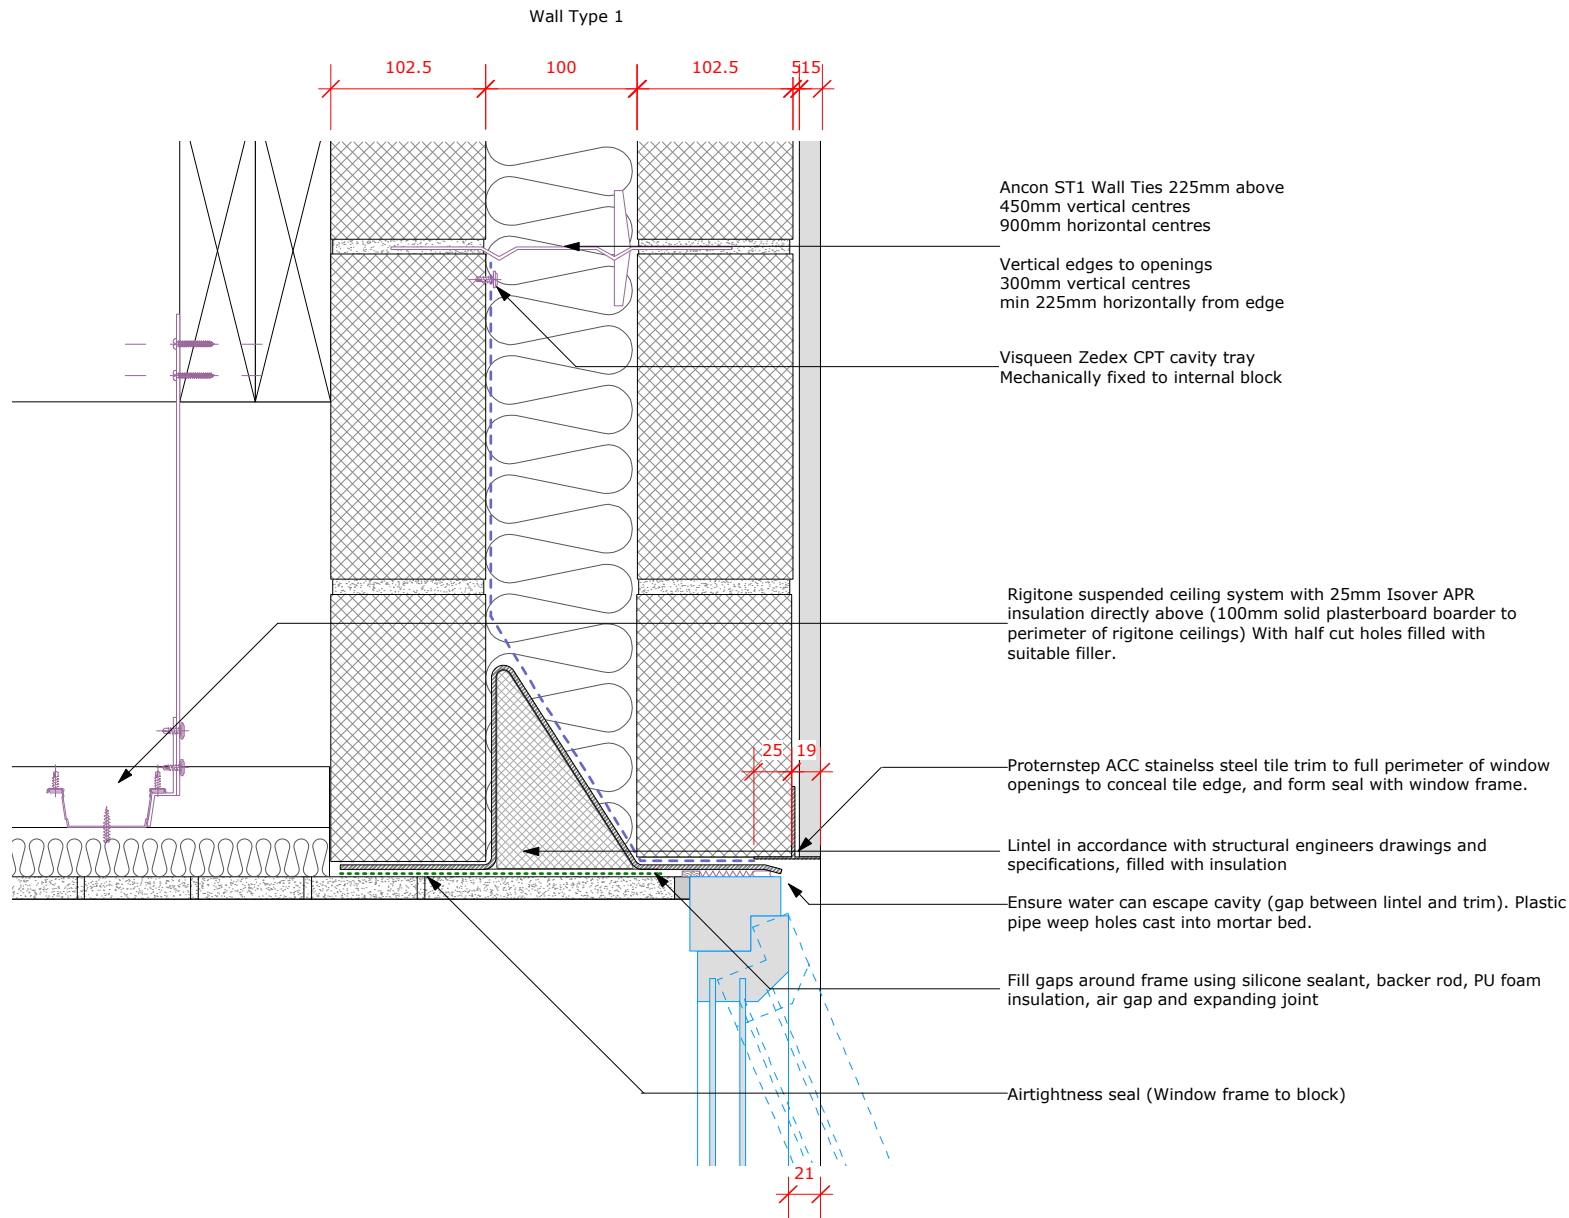 Wall Type 1
102.5 100 102.5 515
Ancon ST1 Wall Ties 225mm above
450mm vertical centres
900mm horizontal centres
Vertical edges to openings
300mm vertical centres
min 225mm horizontally from edge
Visqueen Zedex CPT cavity tray
Mechanically fixed to internal block
Rigitone suspended ceiling system with 25mm Isover APR
insulation directly above (100mm solid plasterboard boarder to
perimeter of rigitone ceilings) With half cut holes filled with
suitable filler.
25 19
Proternstep ACC stainelss steel tile trim to full perimeter of window
openings to conceal tile edge, and form seal with window frame.
Lintel in accordance with structural engineers drawings and
specifications, filled with insulation
Ensure water can escape cavity (gap between lintel and trim). Plastic
pipe weep holes cast into mortar bed.
Fill gaps around frame using silicone sealant, backer rod, PU foam
insulation, air gap and expanding joint
Airtightness seal (Window frame to block)
21